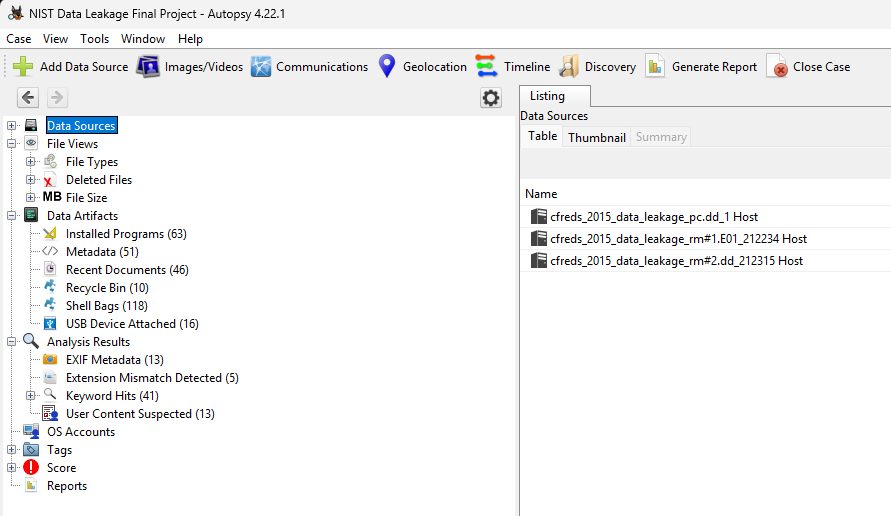 NIST Data Leakage Final Project - Autopsy 4.22.1
Case View Tools Window Help
Add Data Source Images/Videos Communications Geolocation Timeline Discovery Generate Report Close Case
Data Sources
File Views
File Types
Deleted Files
MB File Size
Data Artifacts
Installed Programs (63)
Metadata (51)
Recent Documents (46)
Recycle Bin (10)
Shell Bags (118)
USB Device Attached (16)
Analysis Results
EXIF Metadata (13)
Extension Mismatch Detected (5)
Keyword Hits (41)
User Content Suspected (13)
OS Accounts
Tags
Score
Reports
Listing
Data Sources
Table Thumbnail Summary
Name
cfreds_2015_data_leakage_pc.dd_1 Host
cfreds_2015_data_leakage_rm#1.E01_212234 Host
cfreds_2015_data_leakage_rm#2.dd_212315 Host